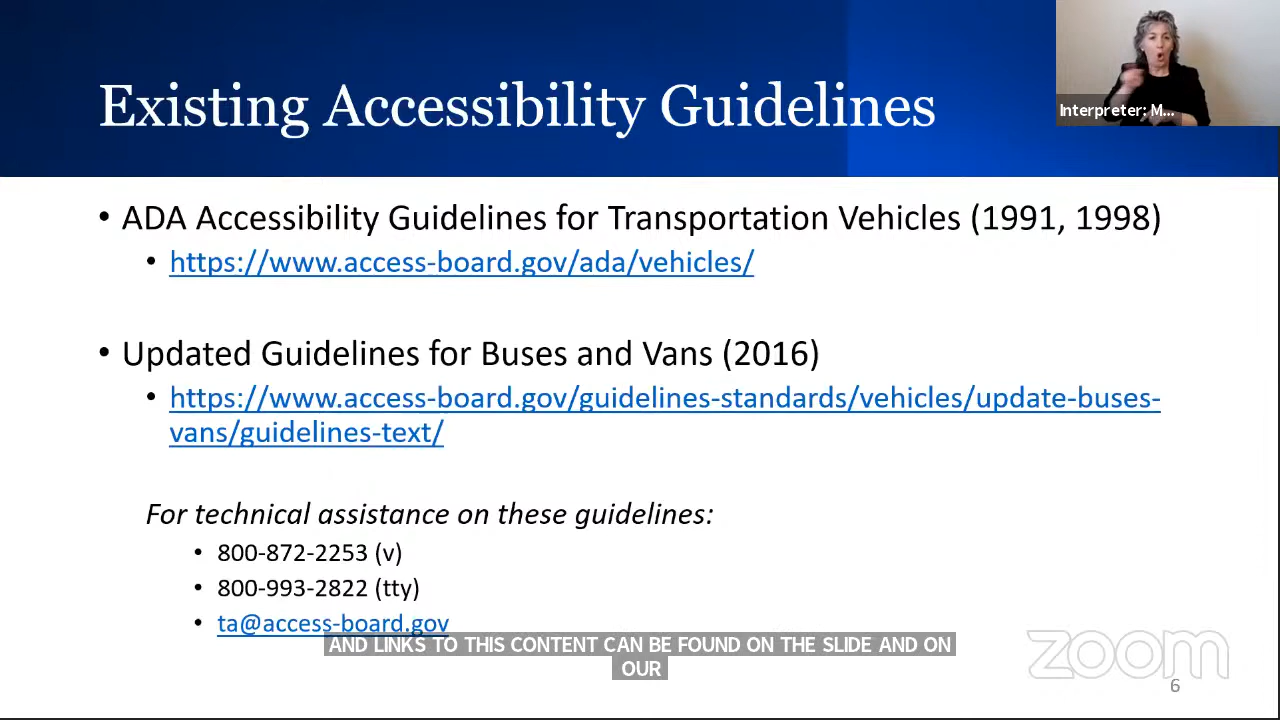 Existing Accessibility Guidelines
Interpreter: M...
• ADA Accessibility Guidelines for Transportation Vehicles (1991, 1998)
• https://www.access-board.gov/ada/vehicles/
• Updated Guidelines for Buses and Vans (2016)
• https://www.access-board.gov/guidelines-standards/vehicles/update-buses-
vans/guidelines-text/
For technical assistance on these guidelines:
• 800-872-2253 (v)
• 800-993-2822 (tty)
• ta@access-board.gov
AND LINKS TO THIS CONTENT CAN BE FOUND ON THE SLIDE AND ON
OUR
zoom
6